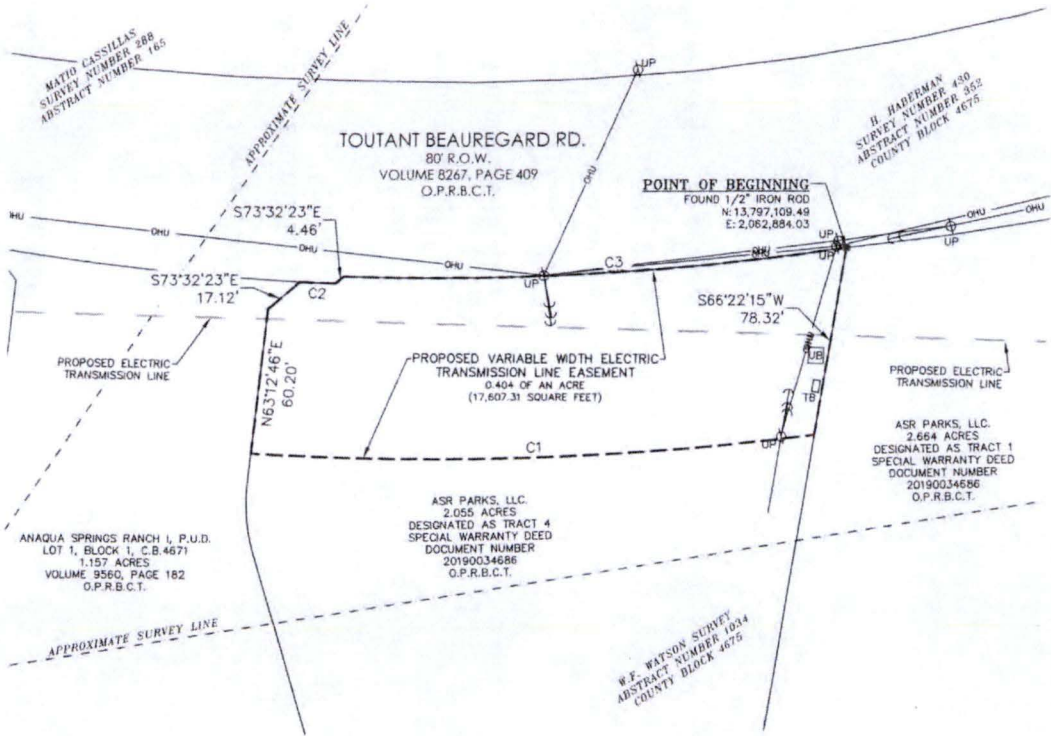 MATIO CASSILLAS
SURVEY NUMBER 288
ABSTRACT NUMBER 165
APPROXIMATE SURVEY LINE
TOUTANT BEAUREGARD RD.
80' R.O.W.
VOLUME 8267, PAGE 409
O.P.R.B.C.T.
UP
OHU
H. HABERMAN
SURVEY NUMBER 430
ABSTRACT NUMBER 352
COUNTY BLOCK 4675
POINT OF BEGINNING
FOUND 1/2" IRON ROD
N: 13,797,109.49
E: 2,062,884.03
HU
OHU
OHU
OHU
S73°32'23"E
4.46'
UP
UP
OHU
OHU
OHU
OHU
UP
S73°32'23"E
17.12'
C2
UP
C3
S66°22'15"W
78.32'
PROPOSED ELECTRIC
TRANSMISSION LINE
N63°12'46"E
60.20'
PROPOSED VARIABLE WIDTH ELECTRIC
TRANSMISSION LINE EASEMENT
0.404 OF AN ACRE
(17,607.31 SQUARE FEET)
UB
TB
PROPOSED ELECTRIC
TRANSMISSION LINE
C1
UP
ASR PARKS, LLC.
2.664 ACRES
DESIGNATED AS TRACT 1
SPECIAL WARRANTY DEED
DOCUMENT NUMBER
20190034686
O.P.R.B.C.T.
ASR PARKS, LLC.
2.055 ACRES
DESIGNATED AS TRACT 4
SPECIAL WARRANTY DEED
DOCUMENT NUMBER
20190034686
O.P.R.B.C.T.
ANAQUA SPRINGS RANCH I, P.U.D.
LOT 1, BLOCK 1, C.B.4671
1.157 ACRES
VOLUME 9560, PAGE 182
O.P.R.B.C.T.
APPROXIMATE SURVEY LINE
W.F. WATSON SURVEY
ABSTRACT NUMBER 1034
COUNTY BLOCK 4675